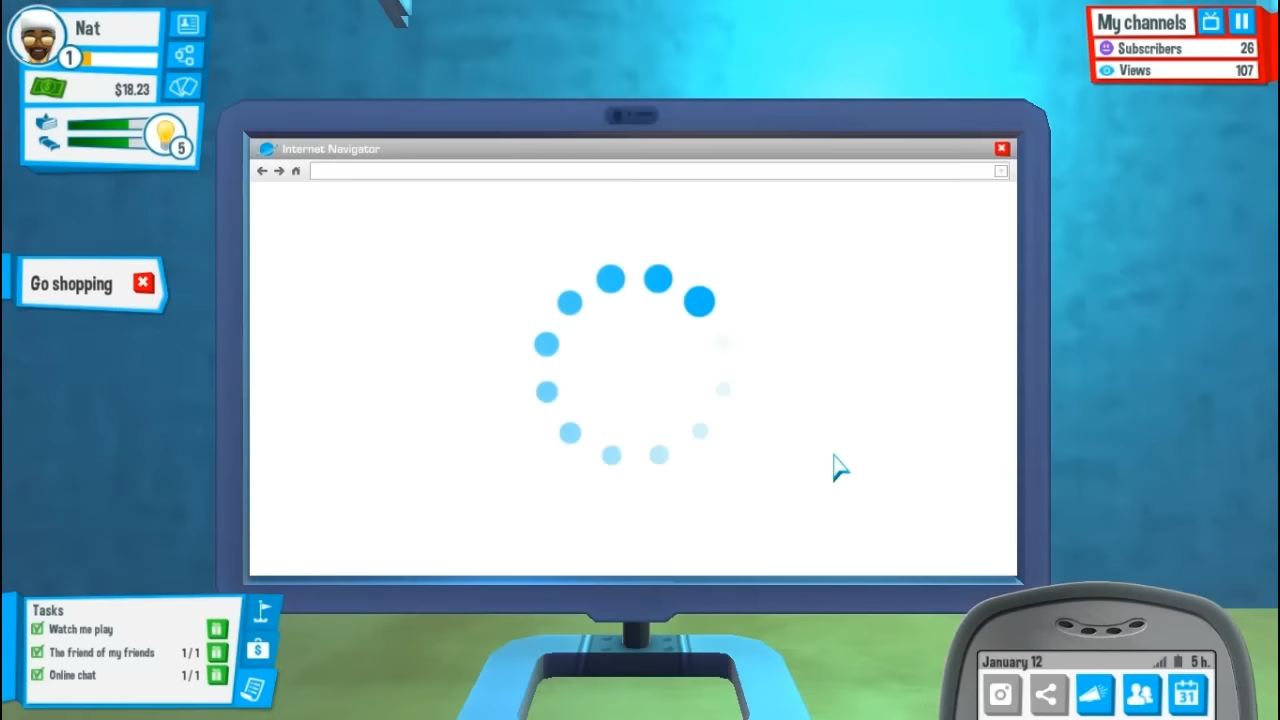 Nat
1
$18.23
5
My channels
Subscribers 26
Views 107
Internet Navigator
Go shopping
Tasks
Watch me play
The friend of my friends 1/1
Online chat 1/1
January 12 5 h.
31